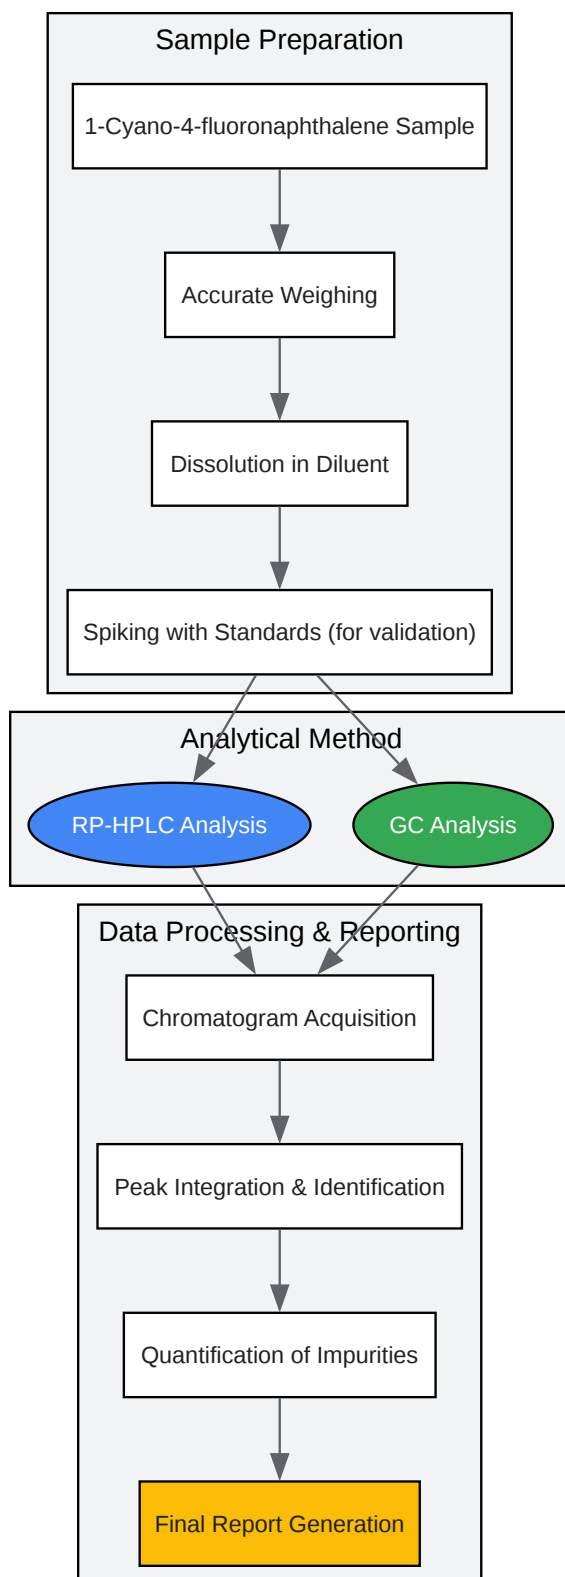 Sample Preparation
1-Cyano-4-fluoronaphthalene Sample
Accurate Weighing
Dissolution in Diluent
Spiking with Standards (for validation)
Analytical Method
RP-HPLC Analysis
GC Analysis
Data Processing & Reporting
Chromatogram Acquisition
Peak Integration & Identification
Quantification of Impurities
Final Report Generation